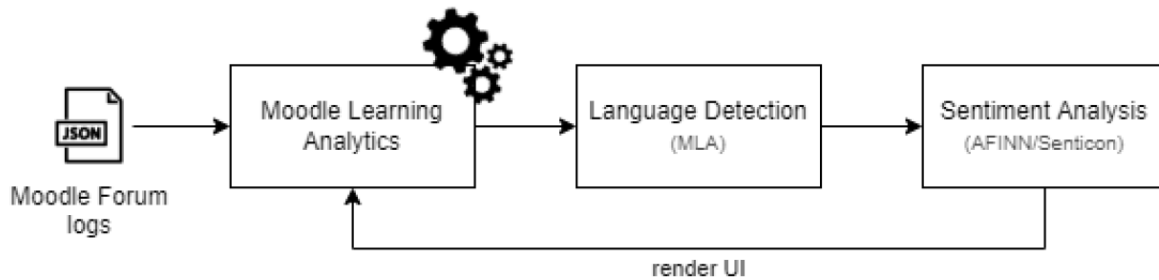 JSON
Moodle Forum
logs
Moodle Learning
Analytics
Language Detection
(MLA)
Sentiment Analysis
(AFINN/Senticon)
render UI